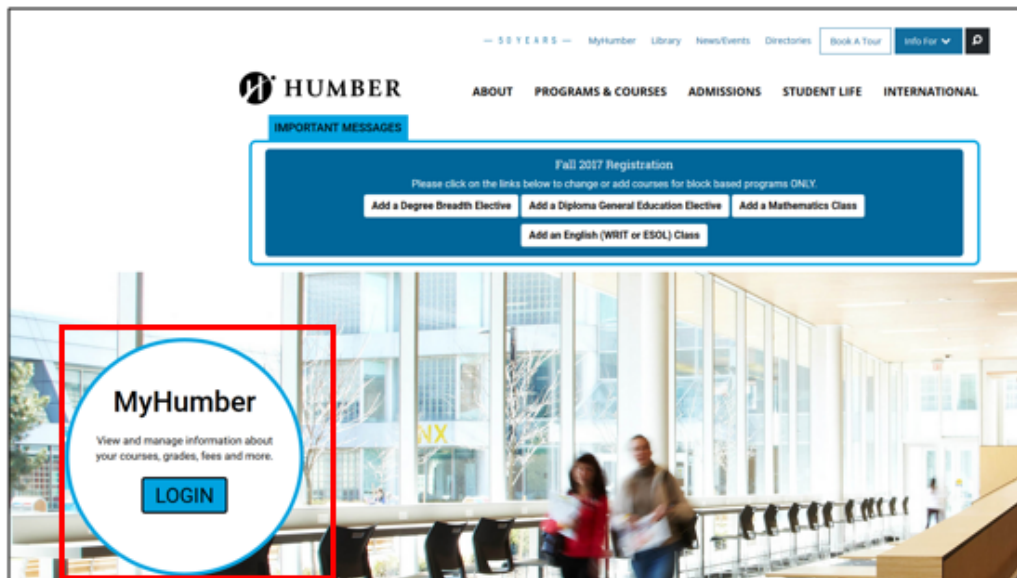 — 50 YEARS — MyHumber Library News/Events Directories Book A Tour Info For
HUMBER
ABOUT PROGRAMS & COURSES ADMISSIONS STUDENT LIFE INTERNATIONAL
IMPORTANT MESSAGES
Fall 2017 Registration
Please click on the links below to change or add courses for block based programs ONLY.
Add a Degree Breadth Elective Add a Diploma General Education Elective Add a Mathematics Class
Add an English (WRIT or ESOL) Class
MyHumber
View and manage information about
your courses, grades, fees and more.
LOGIN
NX